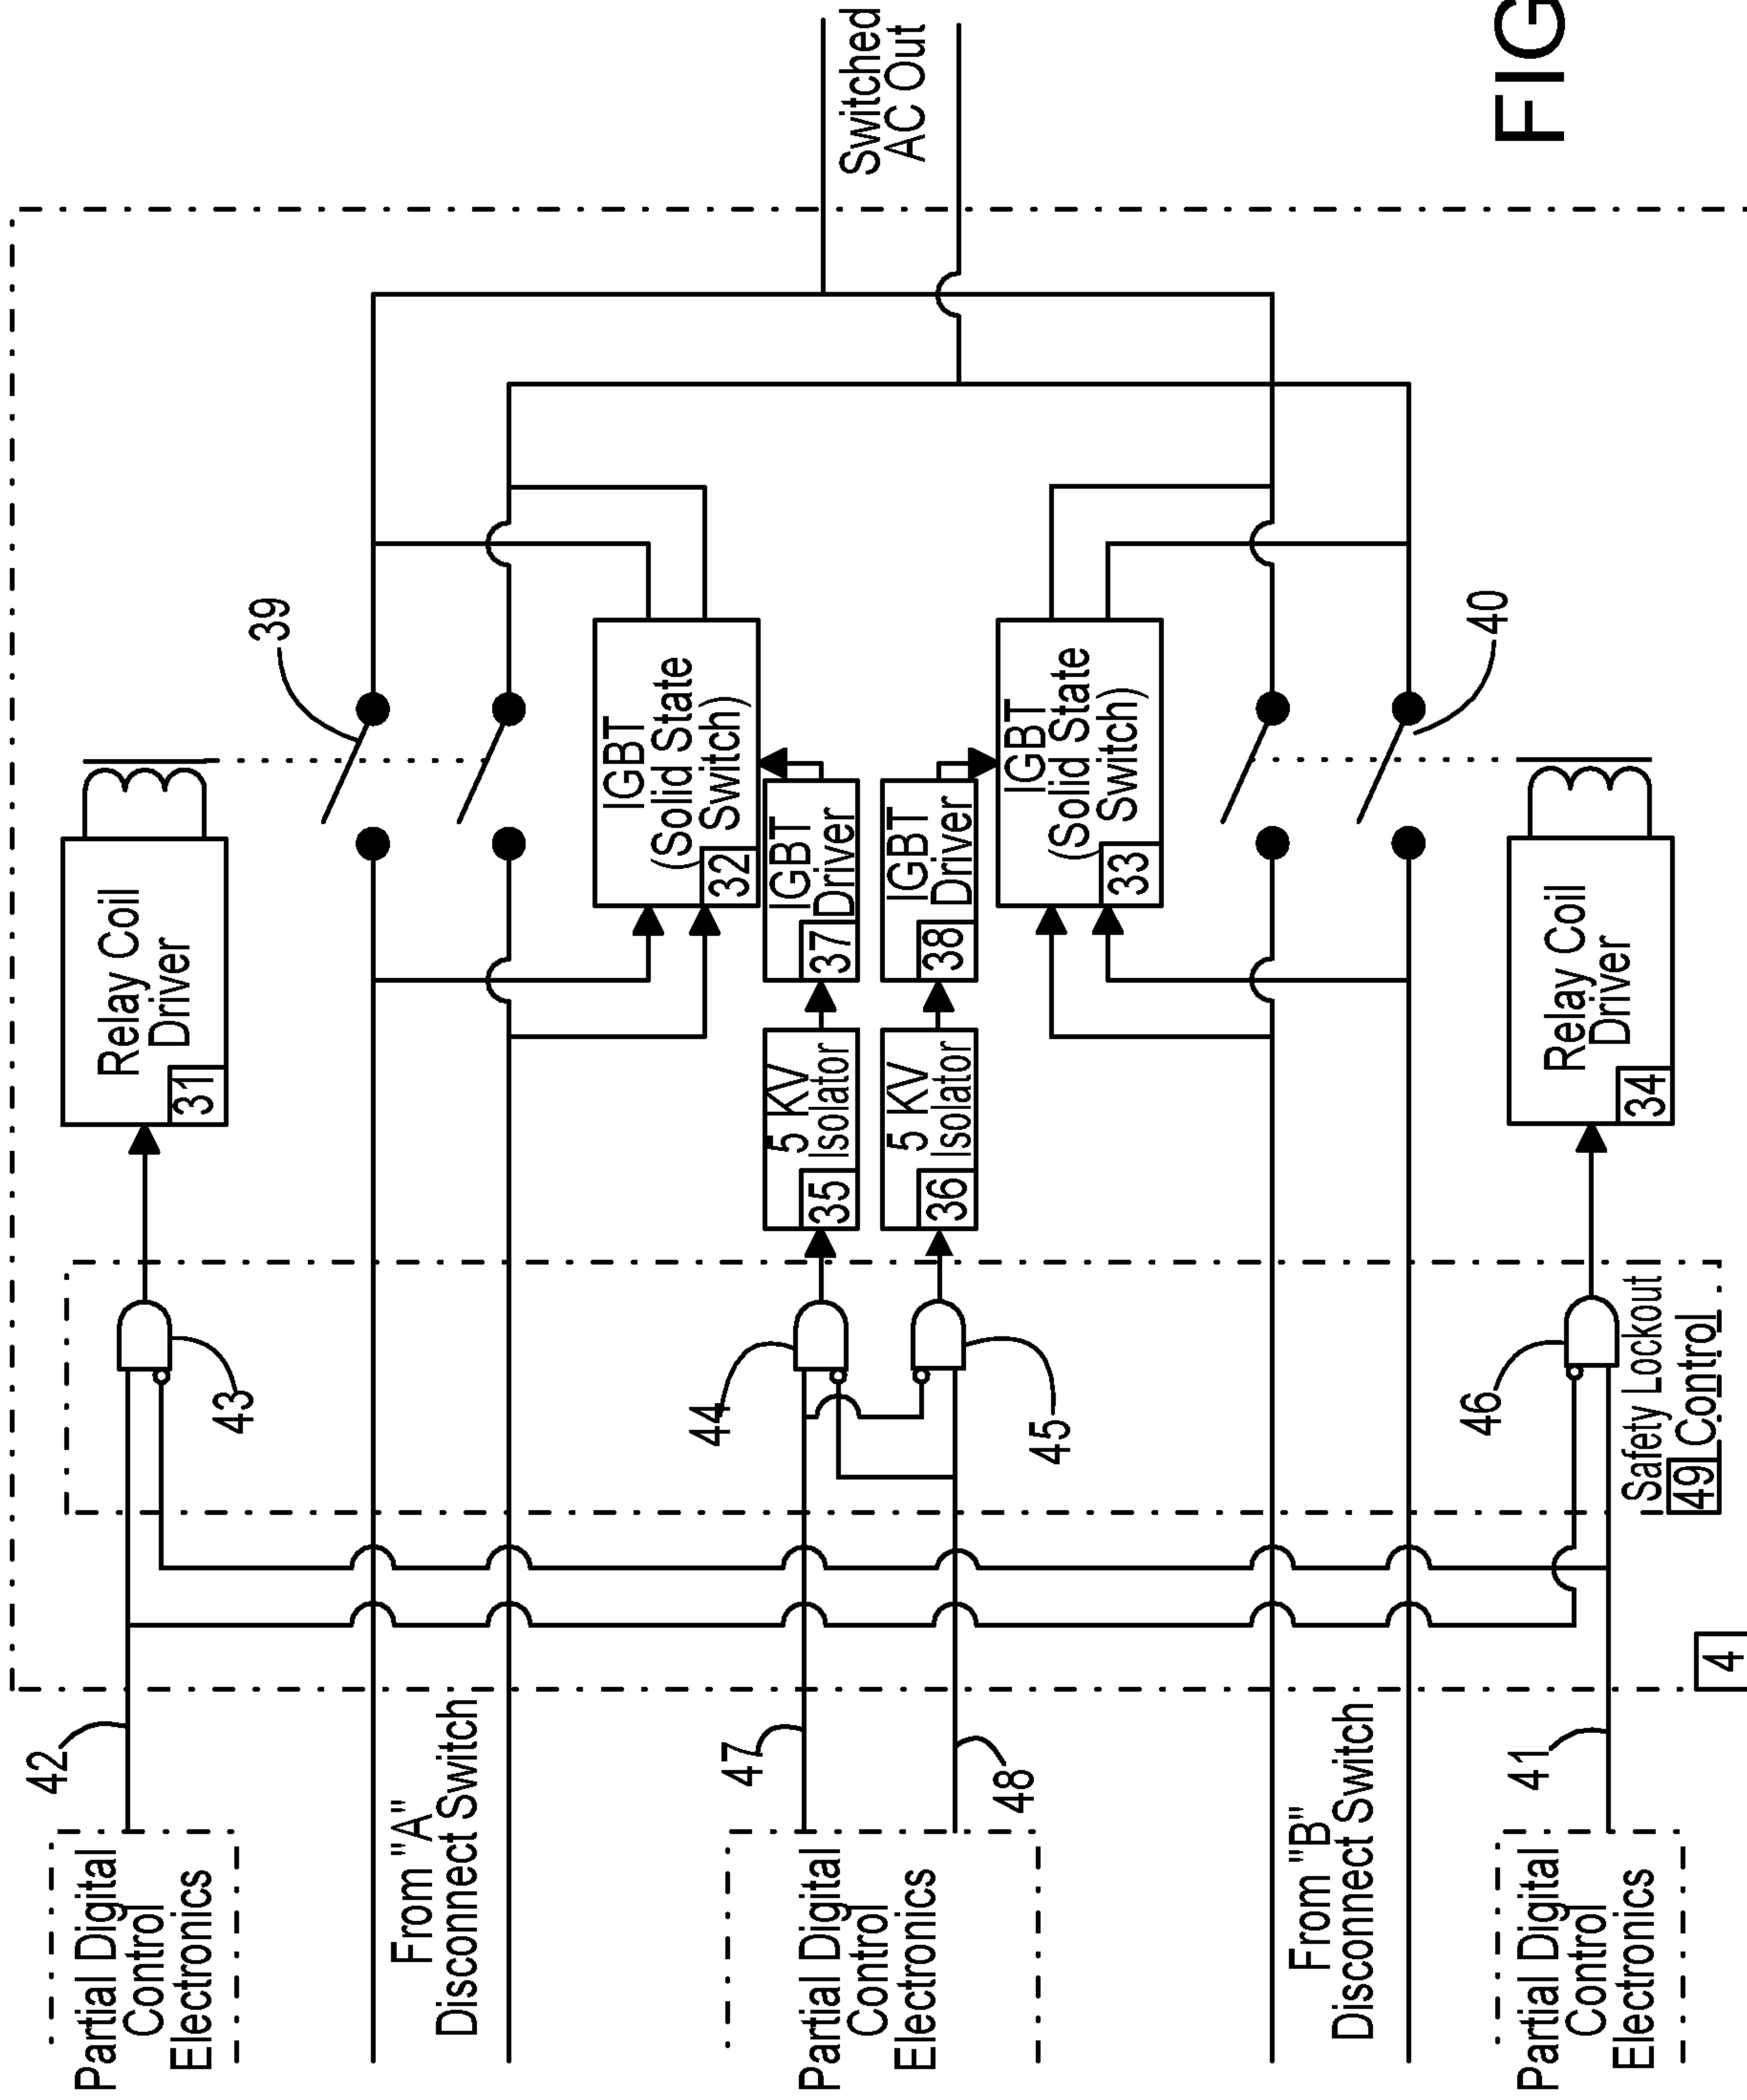 Partial Digital
Control
Electronics
42
43
Relay Coil
Driver
31
From "A"
Disconnect Switch
39
IGBT
(Solid State
Switch)
32
Partial Digital
Control
Electronics
47
48
44
45
5 KV
Isolator
35
IGBT
Driver
37
5 KV
Isolator
36
IGBT
Driver
38
IGBT
(Solid State
Switch)
33
Switched
AC Out
From "B"
Disconnect Switch
40
Partial Digital
Control
Electronics
41
46
Safety Lockout
49 Control
Relay Coil
Driver
34
4
FIG